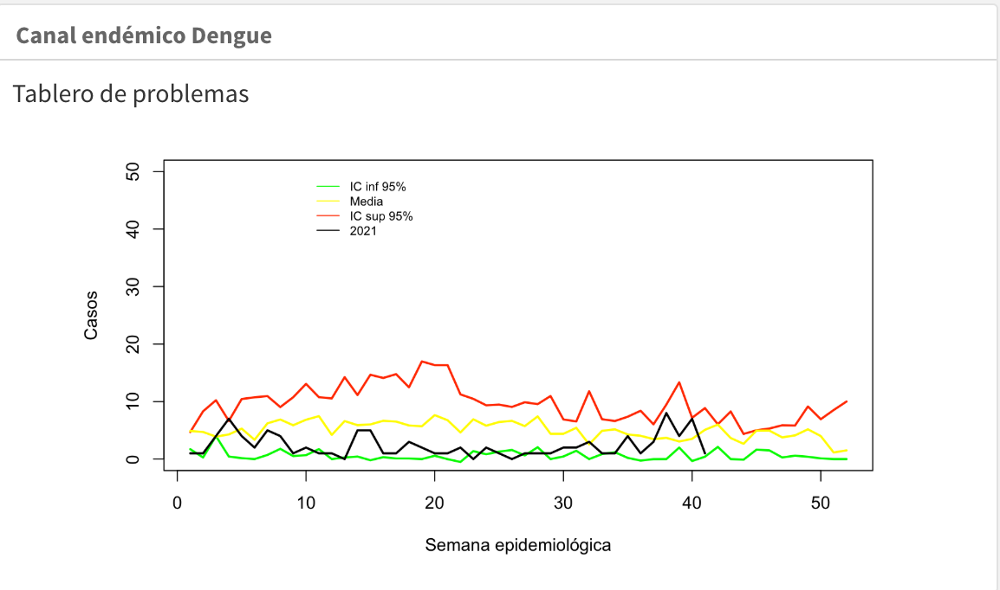 Canal endémico Dengue
Tablero de problemas
50
40
30
20
10
0
Casos
IC inf 95%
Media
IC sup 95%
2021
0 10 20 30 40 50
Semana epidemiológica